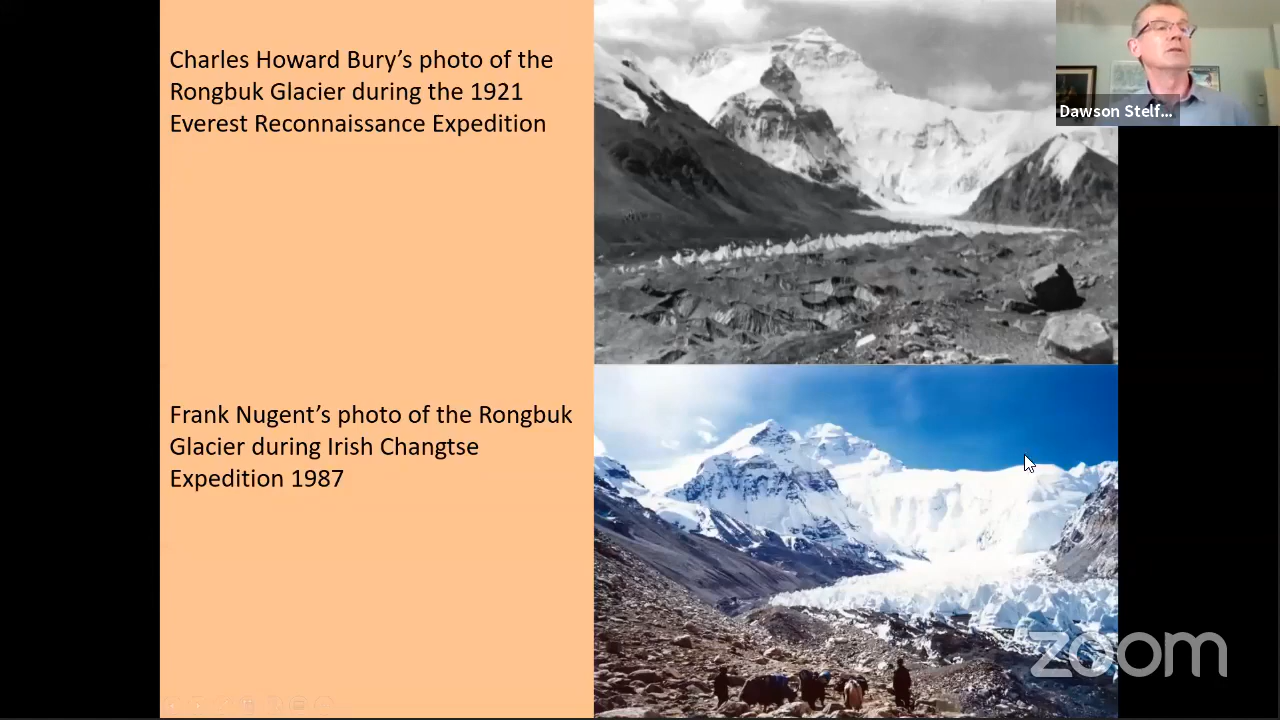 Charles Howard Bury’s photo of the
Rongbuk Glacier during the 1921
Everest Reconnaissance Expedition
Dawson Stelf...
Frank Nugent’s photo of the Rongbuk
Glacier during Irish Changtse
Expedition 1987
zoom